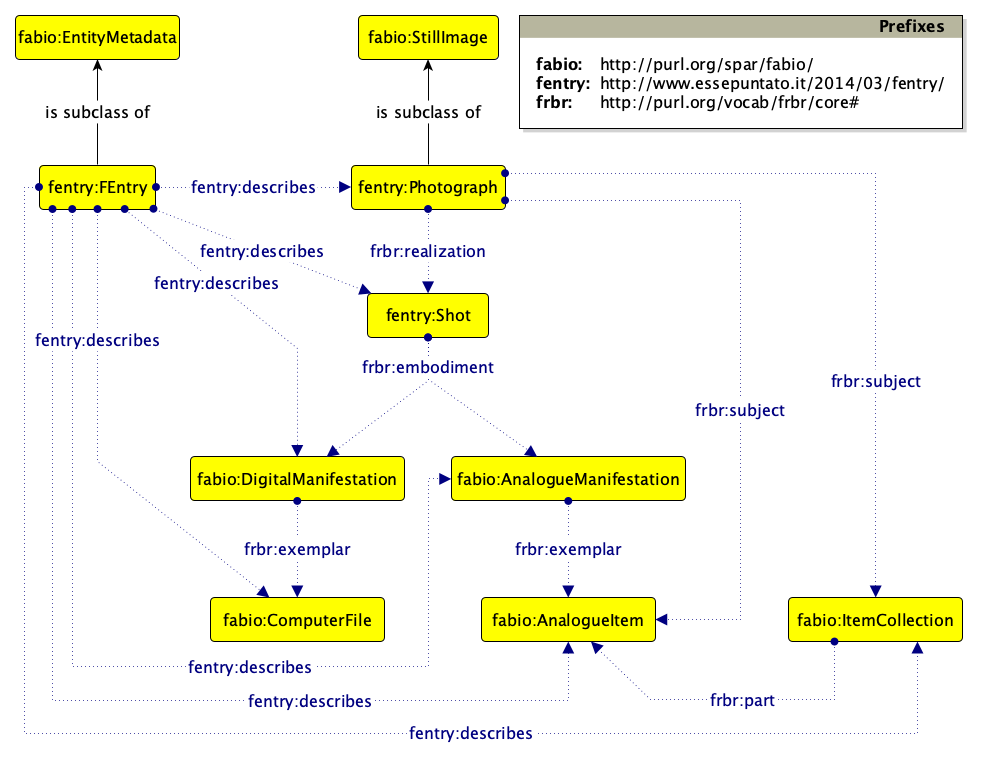 fabio:EntityMetadata
fabio:StillImage
Prefixes
fabio: http://purl.org/spar/fabio/
fentry: http://www.essepuntato.it/2014/03/fentry/
frbr: http://purl.org/vocab/frbr/core#
is subclass of
is subclass of
fentry:FEntry
fentry:describes
fentry:Photograph
fentry:describes
frbr:realization
fentry:describes
fentry:Shot
fentry:describes
frbr:embodiment
frbr:subject
frbr:subject
fabio:DigitalManifestation
fabio:AnalogueManifestation
frbr:exemplar
frbr:exemplar
fabio:ComputerFile
fabio:AnalogueItem
fabio:ItemCollection
fentry:describes
fentry:describes
frbr:part
fentry:describes